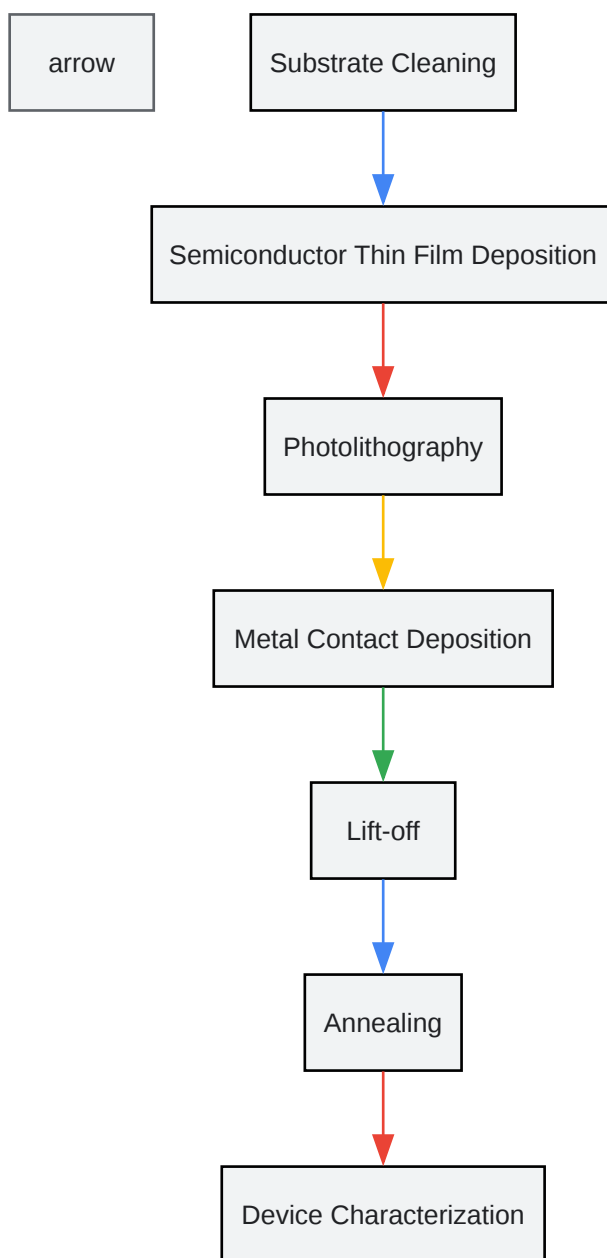 arrow
Substrate Cleaning
Semiconductor Thin Film Deposition
Photolithography
Metal Contact Deposition
Lift-off
Annealing
Device Characterization